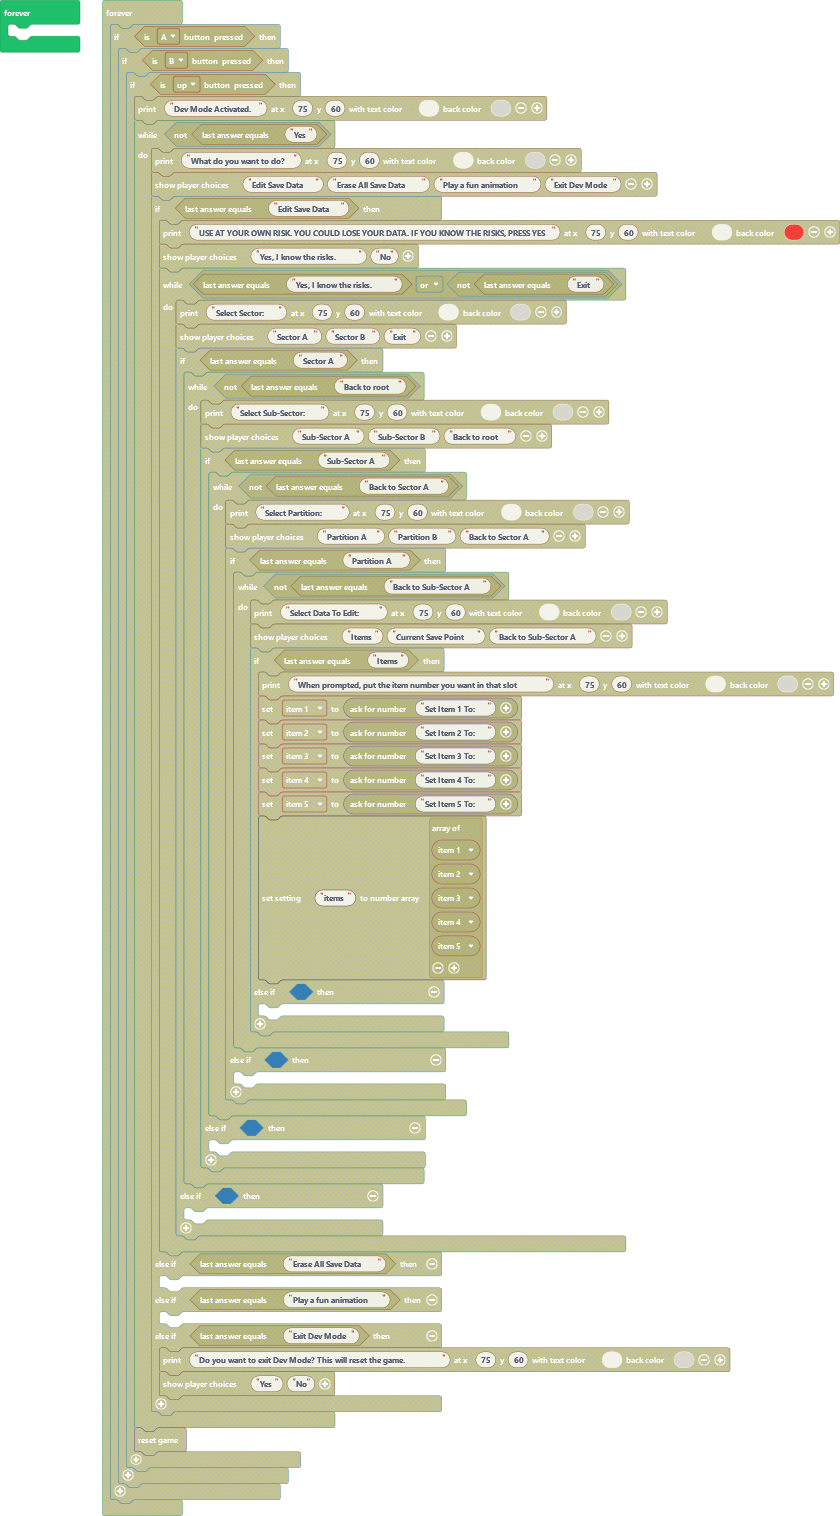 forever
forever
if is A button pressed then
if is B button pressed then
if is up button pressed then
print "Dev Mode Activated. " at x 75 y 60 with text color back color
while not last answer equals "Yes"
do
print "What do you want to do? " at x 75 y 60 with text color back color
show player choices "Edit Save Data " "Erase All Save Data " "Play a fun animation " "Exit Dev Mode "
if last answer equals "Edit Save Data " then
print "USE AT YOUR OWN RISK. YOU COULD LOSE YOUR DATA. IF YOU KNOW THE RISKS, PRESS YES " at x 75 y 60 with text color back color
show player choices "Yes, I know the risks. " "No"
while last answer equals "Yes, I know the risks. " or not last answer equals "Exit"
do
print "Select Sector: " at x 75 y 60 with text color back color
show player choices "Sector A " "Sector B " "Exit"
if last answer equals "Sector A " then
while not last answer equals "Back to root "
do
print "Select Sub-Sector: " at x 75 y 60 with text color back color
show player choices "Sub-Sector A " "Sub-Sector B " "Back to root "
if last answer equals "Sub-Sector A " then
while not last answer equals "Back to Sector A "
do
print "Select Partition: " at x 75 y 60 with text color back color
show player choices "Partition A " "Partition B " "Back to Sector A "
if last answer equals "Partition A " then
while not last answer equals "Back to Sub-Sector A "
do
print "Select Data To Edit: " at x 75 y 60 with text color back color
show player choices "Items" "Current Save Point " "Back to Sub-Sector A "
if last answer equals "Items" then
print "When prompted, put the item number you want in that slot " at x 75 y 60 with text color back color
set item 1 to ask for number "Set Item 1 To: "
set item 2 to ask for number "Set Item 2 To: "
set item 3 to ask for number "Set Item 3 To: "
set item 4 to ask for number "Set Item 4 To: "
set item 5 to ask for number "Set Item 5 To: "
array of
item 1
item 2
set setting "items" to number array item 3
item 4
item 5
else if then
else if then
else if then
else if then
else if last answer equals "Erase All Save Data " then
else if last answer equals "Play a fun animation " then
else if last answer equals "Exit Dev Mode " then
print "Do you want to exit Dev Mode? This will reset the game. " at x 75 y 60 with text color back color
show player choices "Yes" "No"
reset game